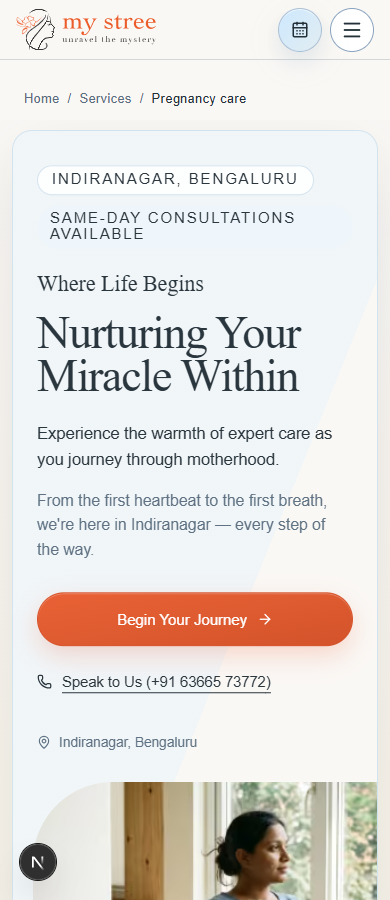 my stree
unravel the mystery
Home / Services / Pregnancy care
INDIRANAGAR, BENGALURU
SAME-DAY CONSULTATIONS
AVAILABLE
Where Life Begins
Nurturing Your
Miracle Within
Experience the warmth of expert care as
you journey through motherhood.
From the first heartbeat to the first breath,
we're here in Indiranagar — every step of
the way.
Begin Your Journey →
Speak to Us (+91 63665 73772)
Indiranagar, Bengaluru
N